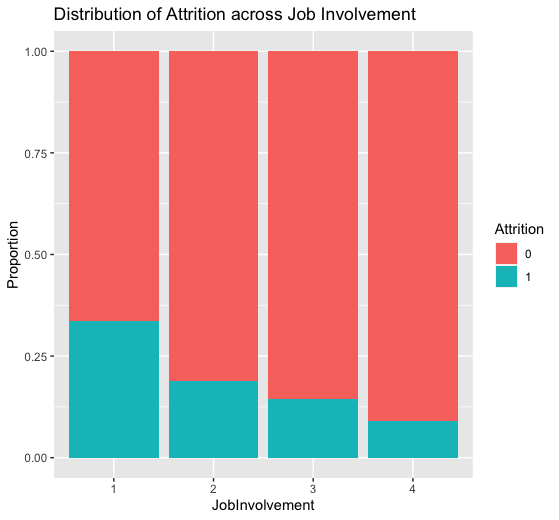 Distribution of Attrition across Job Involvement
1.00
0.75
0.50
0.25
0.00
Proportion
1 2 3 4
JobInvolvement
Attrition
0
1